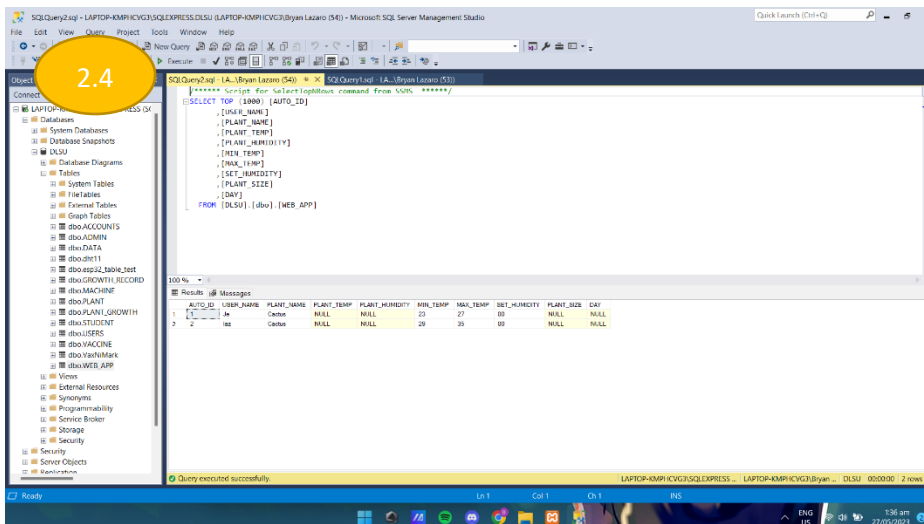 SQLQuery2.sql - LAPTOP-KMPHCVG3\SQLEXPRESS.DLSU (LAPTOP-KMPHCVG3\Bryan Lazaro (54)) - Microsoft SQL Server Management Studio
Quick Launch (Ctrl+Q)
File Edit View Query Project Tools Window Help
New Query
Execute
2.4
Object
SQLQuery2.sql - LA...\Bryan Lazaro (54))
SQLQuery1.sql - LA...\Bryan Lazaro (53))
Connect
/****** Script for SelectTopNRows command from SSMS ******/
SELECT TOP (1000) [AUTO_ID]
,[USER_NAME]
,[PLANT_NAME]
,[PLANT_TEMP]
,[PLANT_HUMIDITY]
,[MIN_TEMP]
,[MAX_TEMP]
,[SET_HUMIDITY]
,[PLANT_SIZE]
,[DAY]
FROM [DLSU].[dbo].[WEB_APP]
Databases
System Databases
Database Snapshots
DLSU
Database Diagrams
Tables
System Tables
FileTables
External Tables
Graph Tables
dbo.ACCOUNTS
dbo.ADMIN
dbo.DATA
dbo.dht11
dbo.esp32_table_test
dbo.GROWTH_RECORD
dbo.MACHINE
dbo.PLANT
dbo.PLANT_GROWTH
dbo.STUDENT
dbo.USERS
dbo.VACCINE
dbo.VaxNiMark
dbo.WEB_APP
Views
External Resources
Synonyms
Programmability
Service Broker
Storage
Security
Security
Server Objects
Replication
100 %
Results Messages
AUTO_ID USER_NAME PLANT_NAME PLANT_TEMP PLANT_HUMIDITY MIN_TEMP MAX_TEMP SET_HUMIDITY PLANT_SIZE DAY
1 1 Je Cactus NULL NULL 23 27 NULL NULL
2 Cactus NULL NULL 29 35 NULL NULL
Query executed successfully.
LAPTOP-KMPHCVG3\SQLEXPRESS ... LAPTOP-KMPHCVG3\Bryan ... DLSU 00:00:00 2 rows
Ready
Ln 1 Col 1 Ch 1 INS
ENG
US
1:36 am
27/05/2023